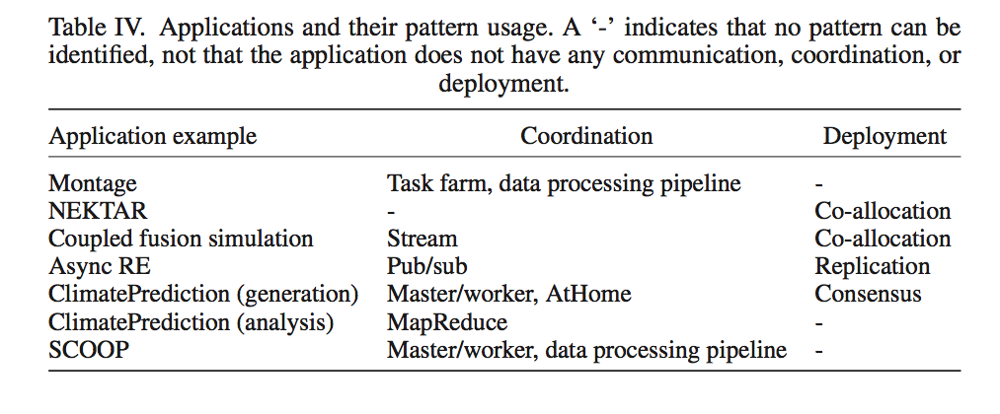 Table IV. Applications and their pattern usage. A ‘-’ indicates that no pattern can be
identified, not that the application does not have any communication, coordination, or
deployment.
Application example Coordination Deployment
Montage Task farm, data processing pipeline -
NEKTAR - Co-allocation
Coupled fusion simulation Stream Co-allocation
Async RE Pub/sub Replication
ClimatePrediction (generation) Master/worker, AtHome Consensus
ClimatePrediction (analysis) MapReduce -
SCOOP Master/worker, data processing pipeline -